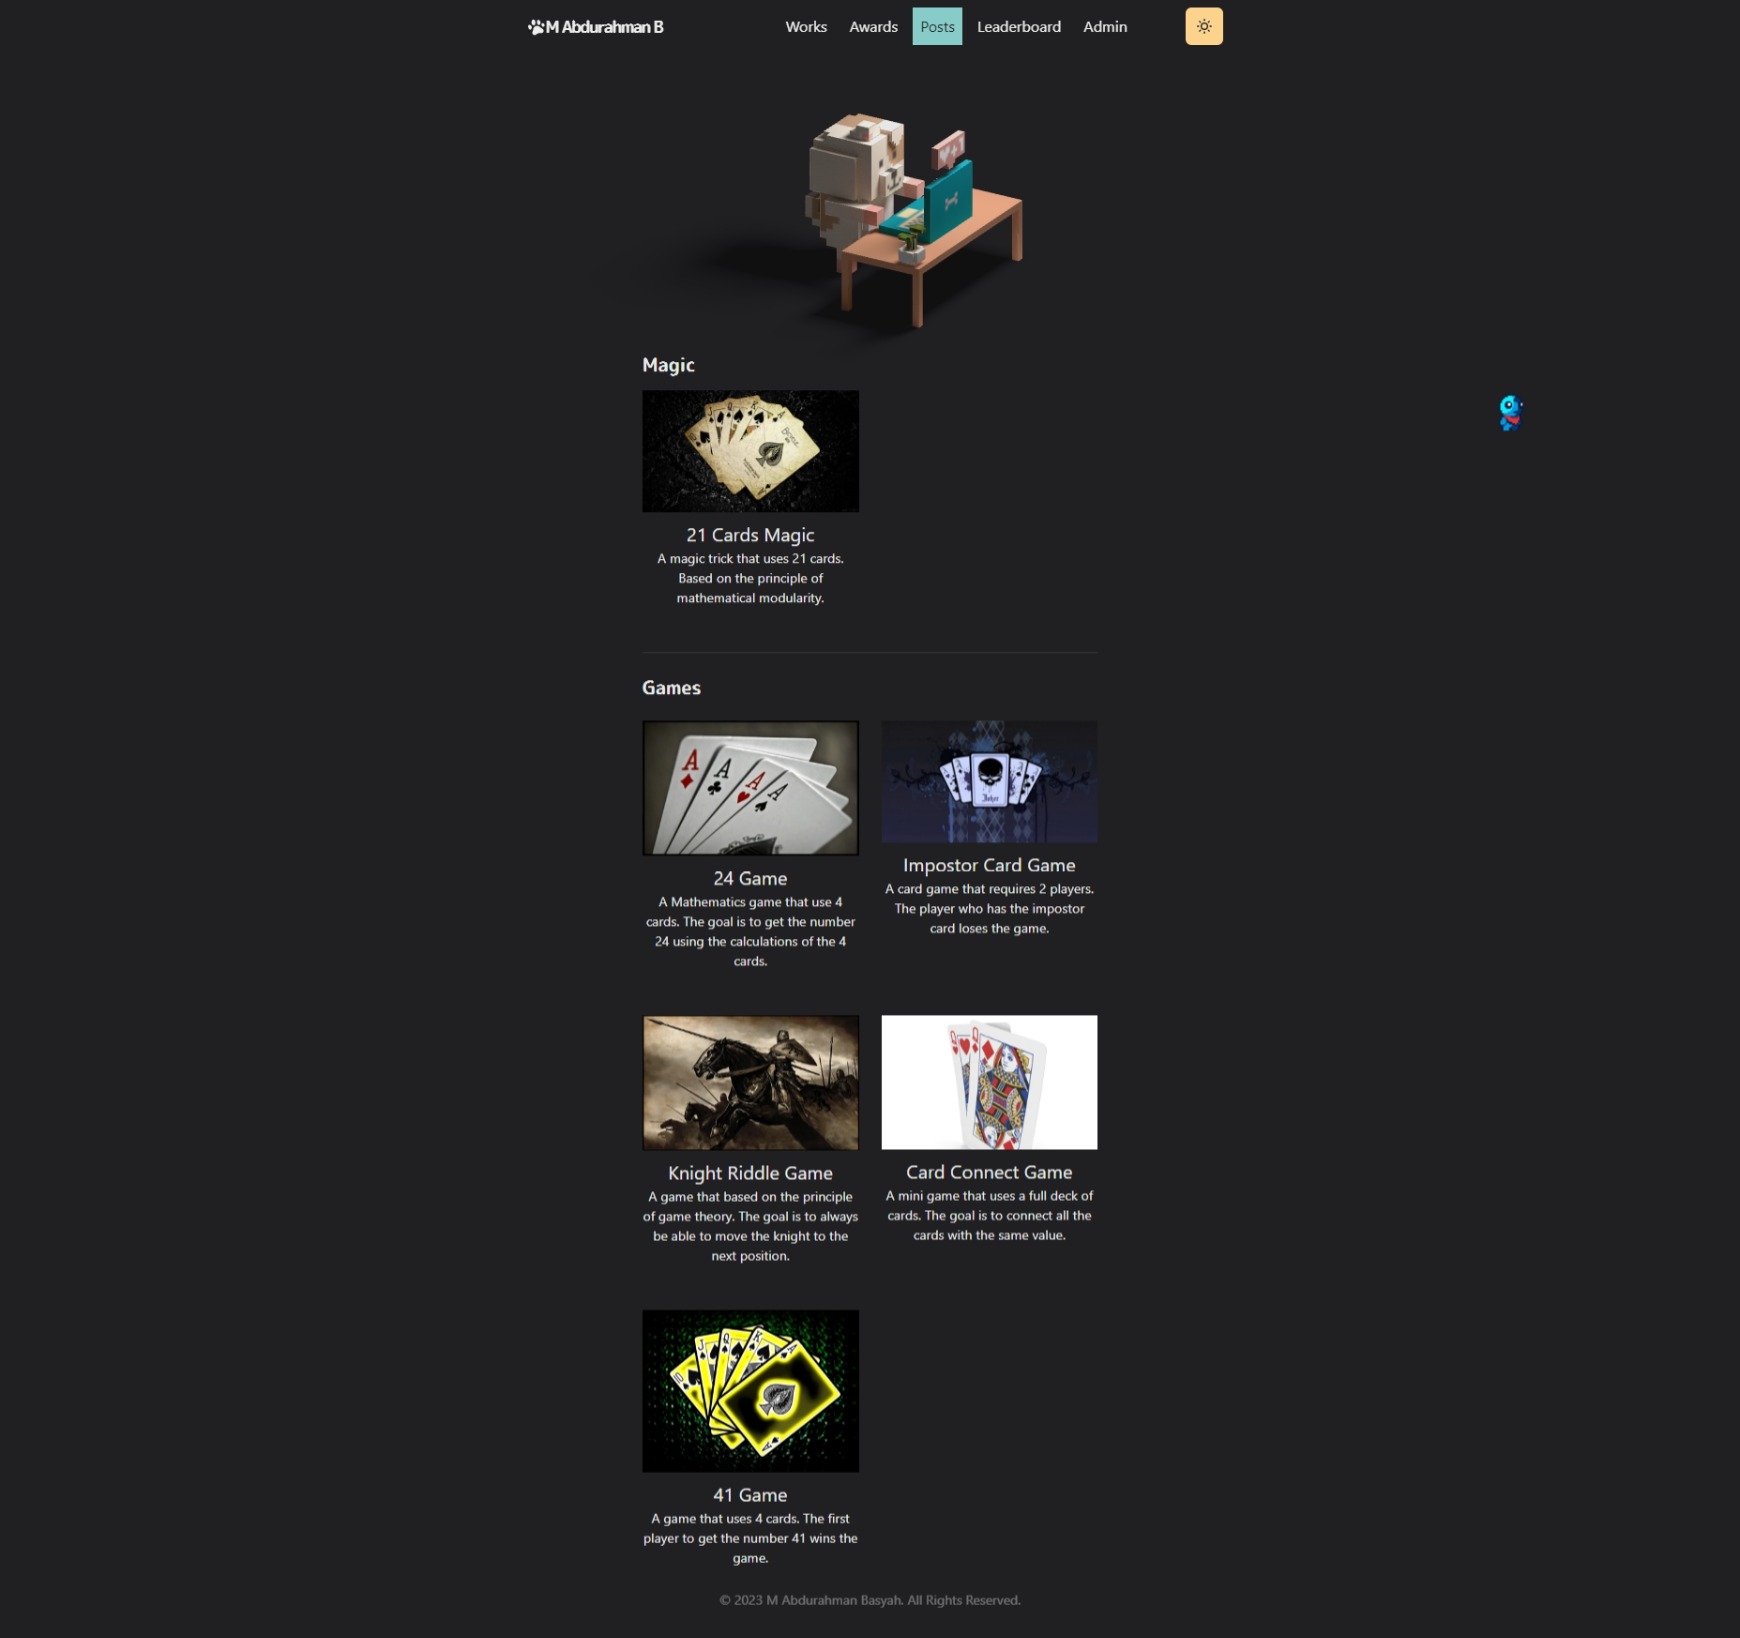 M Abdurahman B
Works Awards Posts Leaderboard Admin
Magic
21 Cards Magic
A magic trick that uses 21 cards.
Based on the principle of
mathematical modularity.
Games
24 Game
A Mathematics game that use 4
cards. The goal is to get the number
24 using the calculations of the 4
cards.
Joker
Impostor Card Game
A card game that requires 2 players.
The player who has the impostor
card loses the game.
Knight Riddle Game
A game that based on the principle
of game theory. The goal is to always
be able to move the knight to the
next position.
Card Connect Game
A mini game that uses a full deck of
cards. The goal is to connect all the
cards with the same value.
41 Game
A game that uses 4 cards. The first
player to get the number 41 wins the
game.
© 2023 M Abdurahman Basyah. All Rights Reserved.